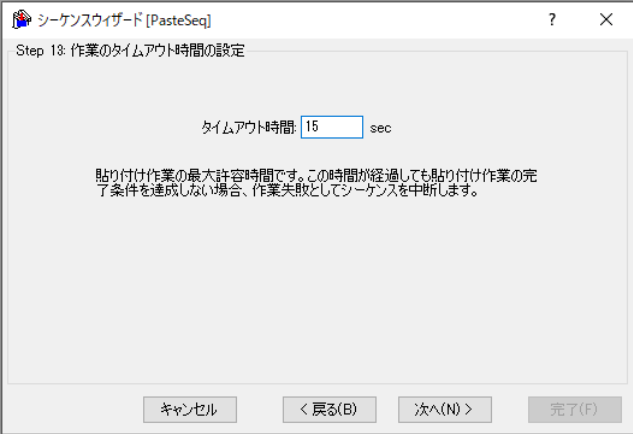 シーケンスウィザード [PasteSeq]
? ×
Step 13: 作業のタイムアウト時間の設定
タイムアウト時間: 15 sec
貼り付け作業の最大許容時間です。この時間が経過しても貼り付け作業の完
了条件を達成しない場合、作業失敗としてシーケンスを中断します。
キャンセル < 戻る(B) 次へ(N) > 完了(F)